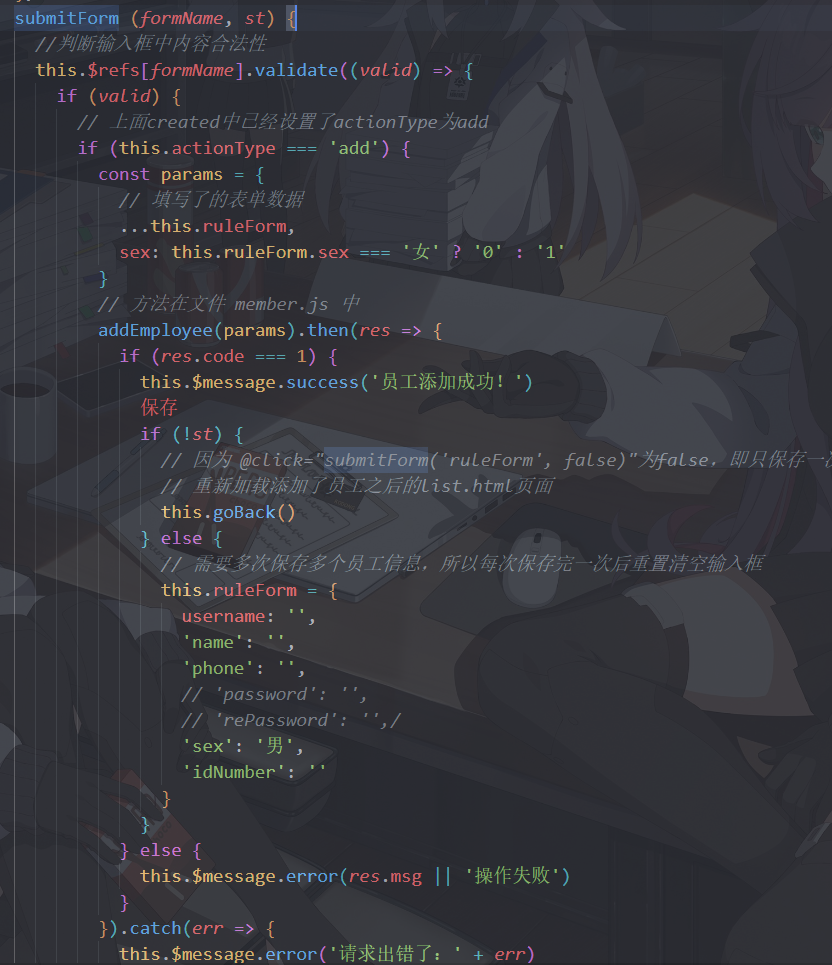 submitForm (formName, st) {
//判断输入框中内容合法性
this.$refs[formName].validate((valid) => {
if (valid) {
// 上面created中已经设置了actionType为add
if (this.actionType === 'add') {
const params = {
// 填写了的表单数据
...this.ruleForm,
sex: this.ruleForm.sex === '女' ? '0' : '1'
}
// 方法在文件 member.js 中
addEmployee(params).then(res => {
if (res.code === 1) {
this.$message.success('员工添加成功！')
保存
if (!st) {
// 因为 @click="submitForm('ruleForm', false)"为false，即只保存一
// 重新加载添加了员工之后的list.html页面
this.goBack()
} else {
// 需要多次保存多个员工信息，所以每次保存完一次后重置清空输入框
this.ruleForm = {
username: '',
'name': '',
'phone': '',
// 'password': '',
// 'rePassword': '',/
'sex': '男',
'idNumber': ''
}
}
} else {
this.$message.error(res.msg || '操作失败')
}
}).catch(err => {
this.$message.error('请求出错了：' + err)